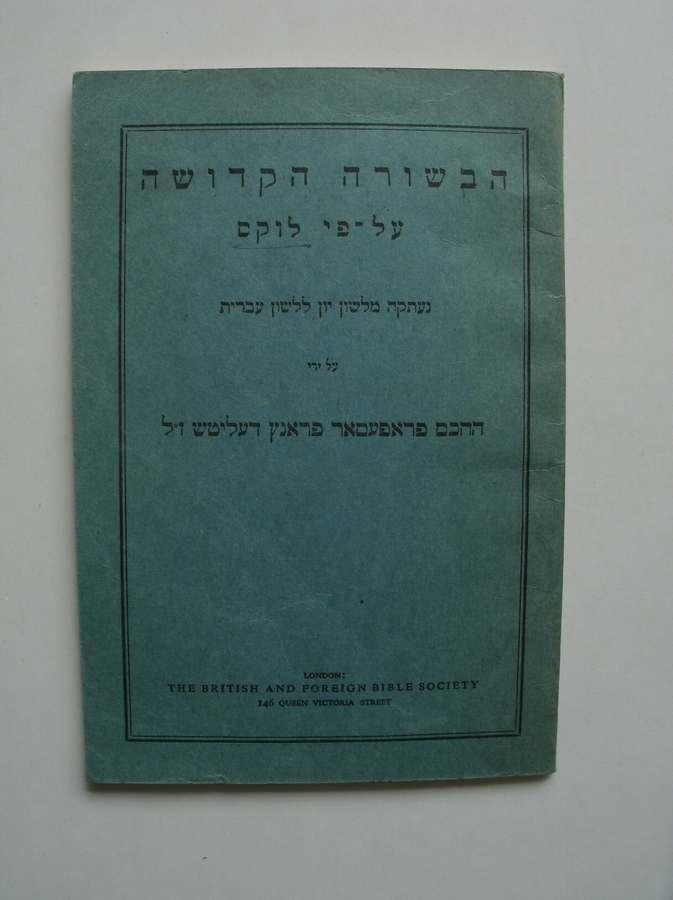 הבשורה הקדושה
על־פי לוקס
נעתקה מלשון יון ללשון עברית
על ידי
החכם פראפעסאר פראנץ דעליטש ז״ל
LONDON:
THE BRITISH AND FOREIGN BIBLE SOCIETY
146 QUEEN VICTORIA STREET